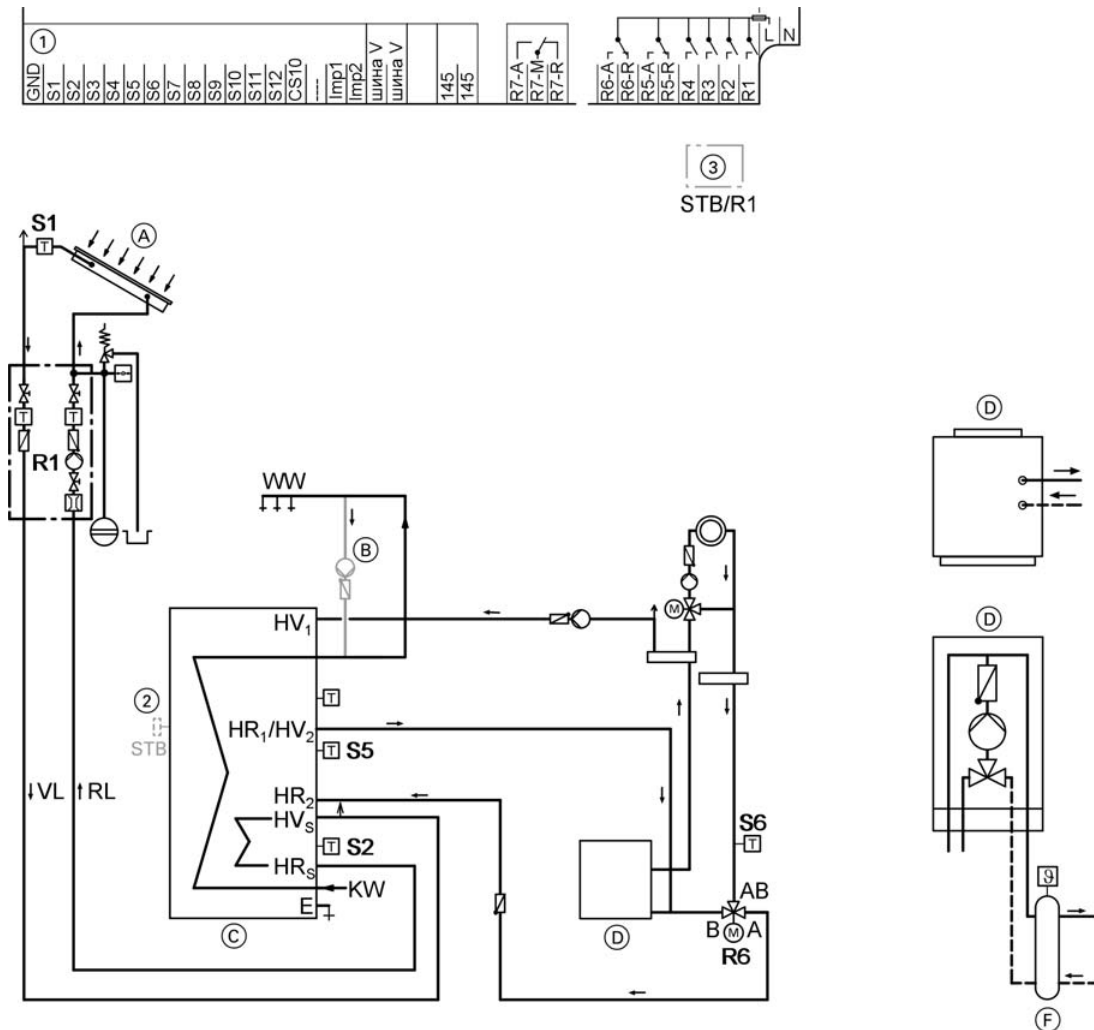 1
GND
S1
S2
S3
S4
S5
S6
S7
S8
S9
S10
S11
S12
CS10
----
Imp1
Imp2
шина V
шина V
145
145
R7-A
R7-M
R7-R
R6-A
R6-R
R5-A
R5-R
R4
R3
R2
R1
L
N
3
STB/R1
S1
T
A
T
T
R1
WW
B
M
HV1
2
STB
T
HR1/HV2
T
S5
VL
RL
HR2
HVS
T
S2
HRS
KW
E
C
D
S6
T
AB
B
M
A
R6
D
D
ϑ
F